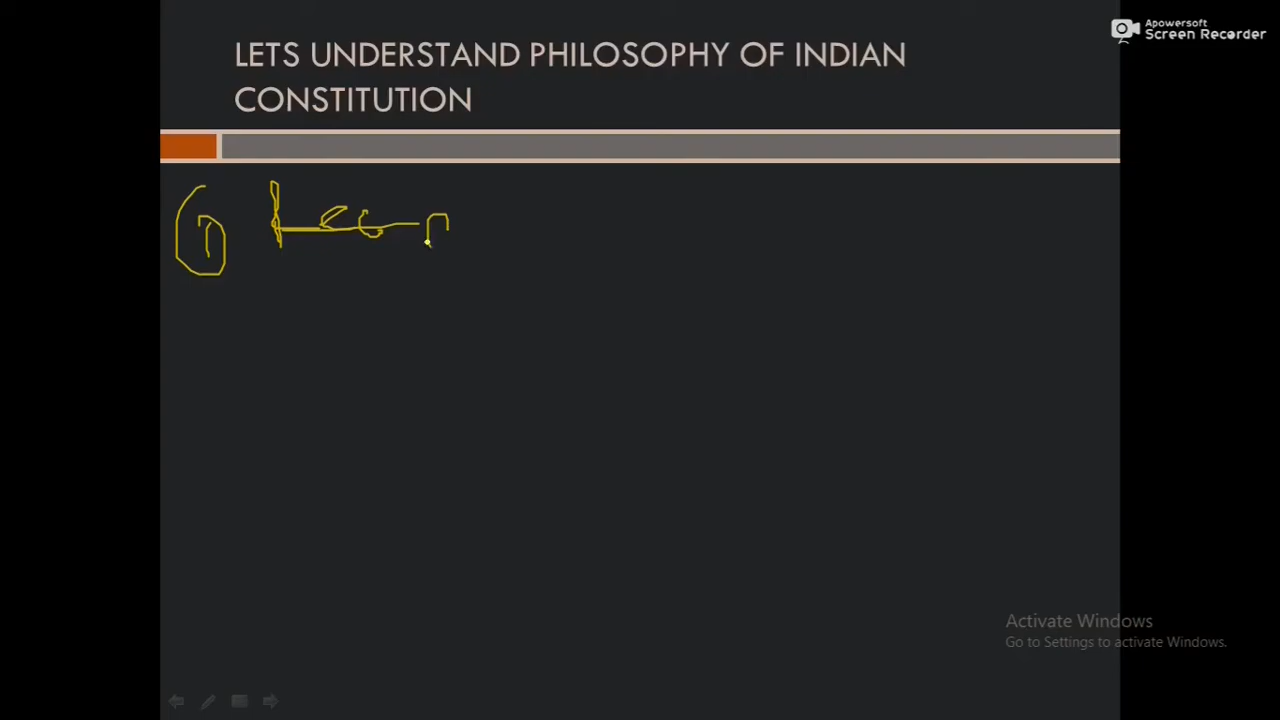 Apowersoft
Screen Recorder
LETS UNDERSTAND PHILOSOPHY OF INDIAN
CONSTITUTION
Activate Windows
Go to Settings to activate Windows.